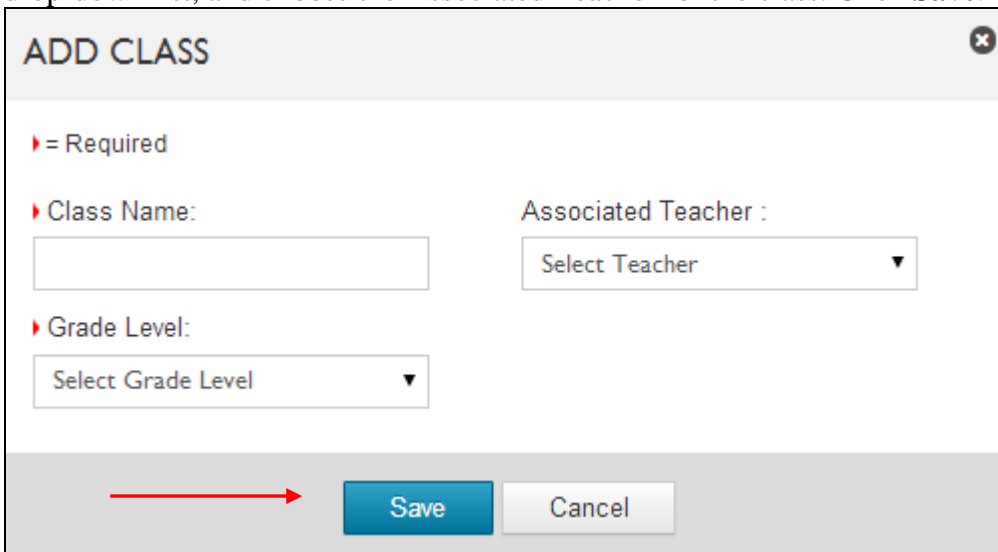 ADD CLASS
= Required
Class Name:
Associated Teacher :
Select Teacher
Grade Level:
Select Grade Level
Save
Cancel